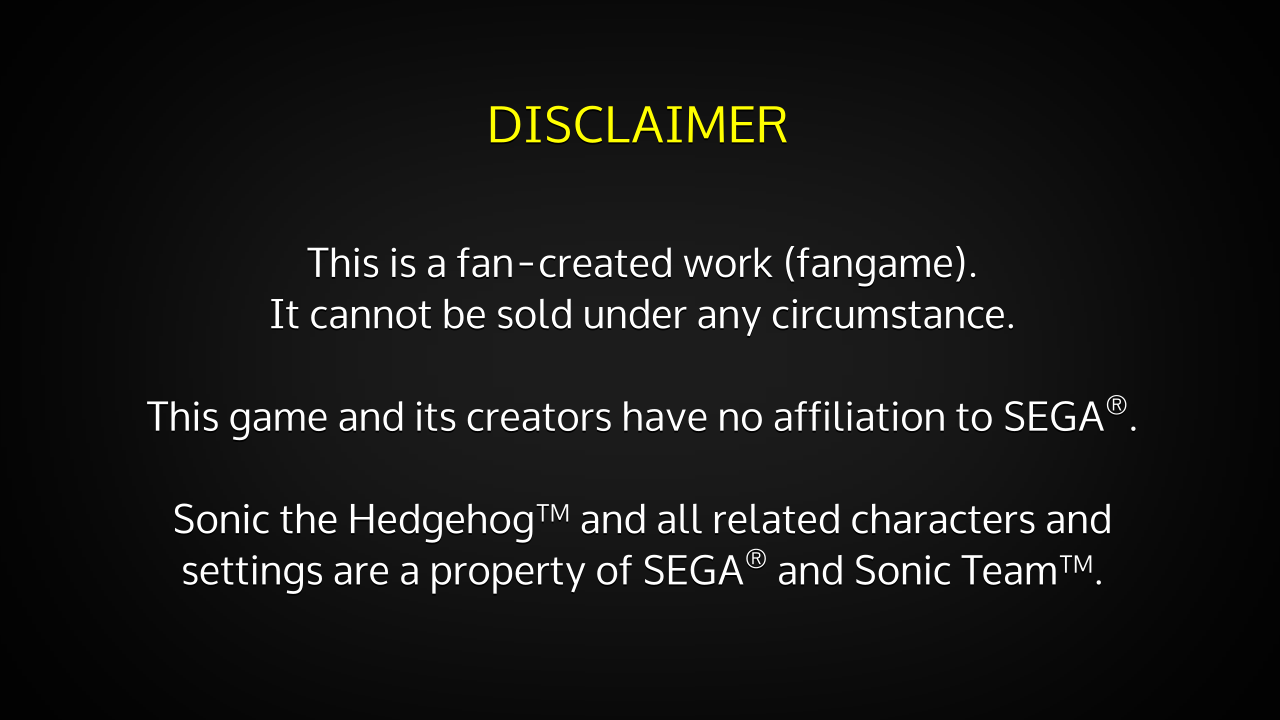 DISCLAIMER
This is a fan-created work (fangame).
It cannot be sold under any circumstance.
This game and its creators have no affiliation to SEGA®.
Sonic the Hedgehog™ and all related characters and
settings are a property of SEGA® and Sonic Team™.